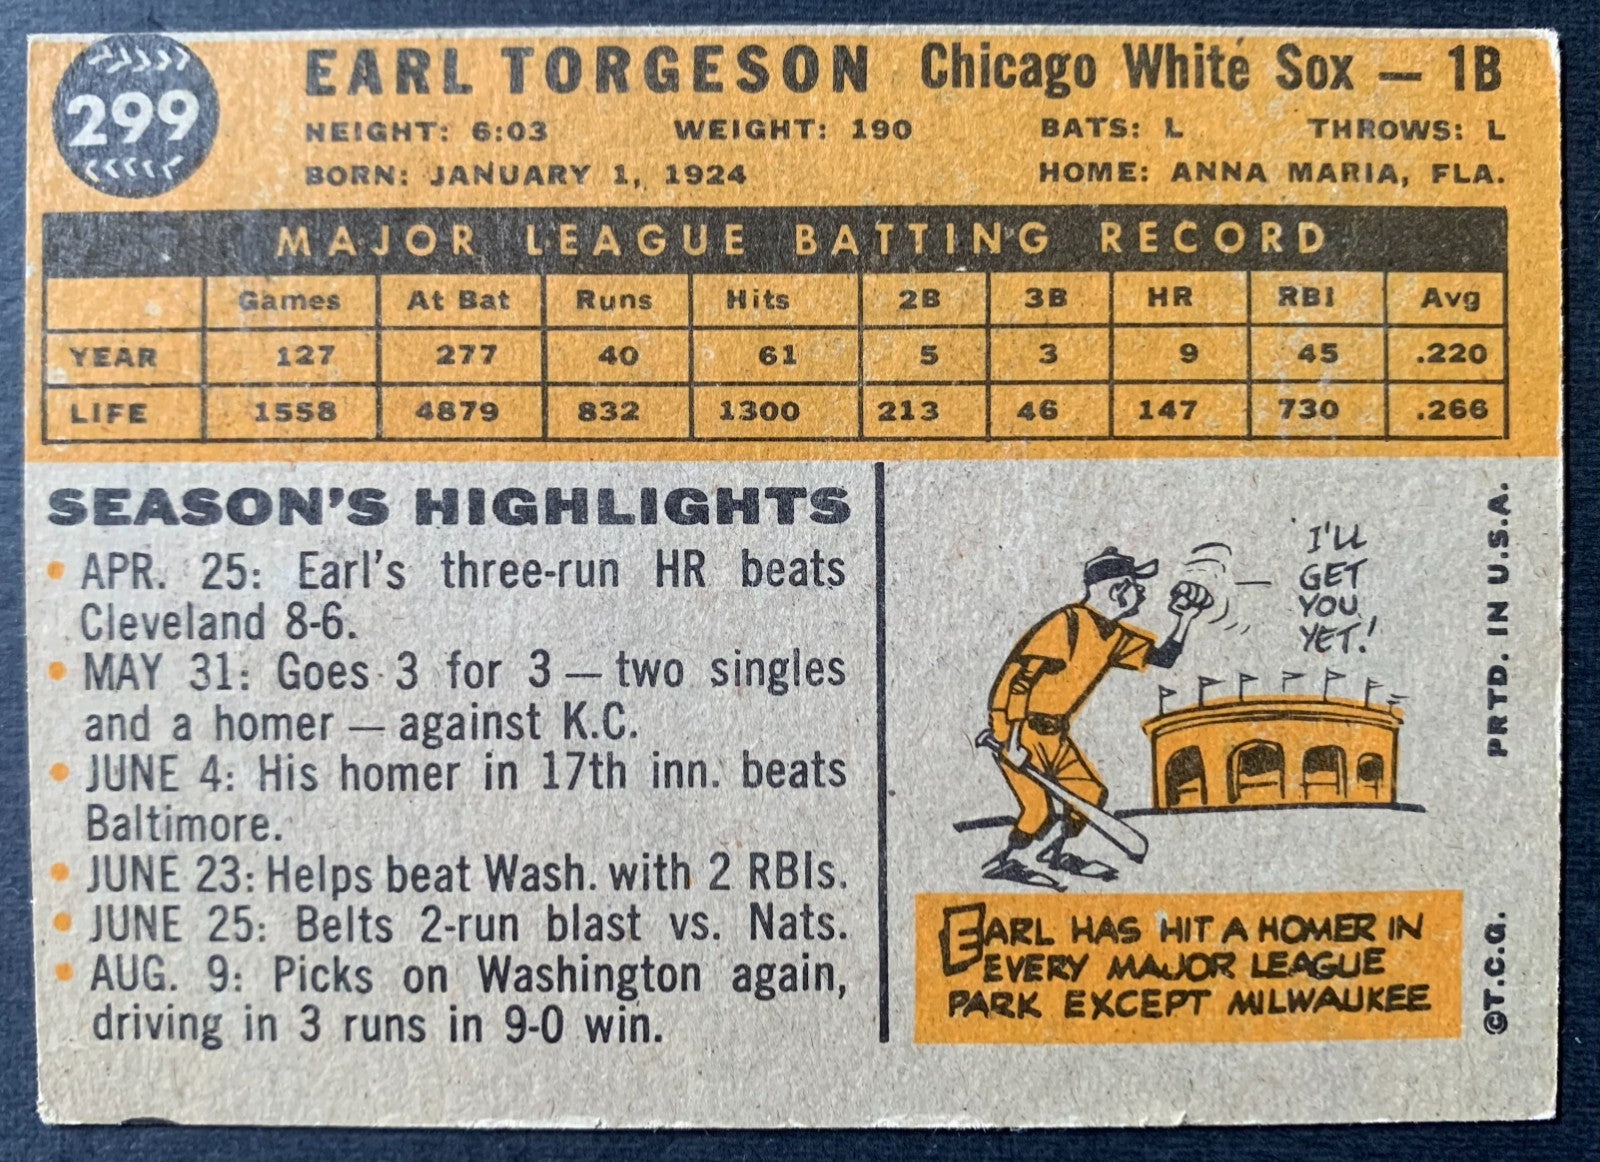 299
EARL TORGESON Chicago White Sox — 1B
HEIGHT: 6:03 WEIGHT: 190 BATS: L THROWS: L
BORN: JANUARY 1, 1924 HOME: ANNA MARIA, FLA.
MAJOR LEAGUE BATTING RECORD
Games At Bat Runs Hits 2B 3B HR RBI Avg
YEAR 127 277 40 61 5 3 9 45 .220
LIFE 1558 4879 832 1300 213 46 147 730 .266
SEASON'S HIGHLIGHTS
• APR. 25: Earl's three-run HR beats
Cleveland 8-6.
• MAY 31: Goes 3 for 3 — two singles
and a homer — against K.C.
• JUNE 4: His homer in 17th inn. beats
Baltimore.
• JUNE 23: Helps beat Wash. with 2 RBIs.
• JUNE 25: Belts 2-run blast vs. Nats.
• AUG. 9: Picks on Washington again,
driving in 3 runs in 9-0 win.
I'LL
GET
YOU
YET!
EARL HAS HIT A HOMER IN
EVERY MAJOR LEAGUE
PARK EXCEPT MILWAUKEE
©T.C.G. PRTD. IN U.S.A.